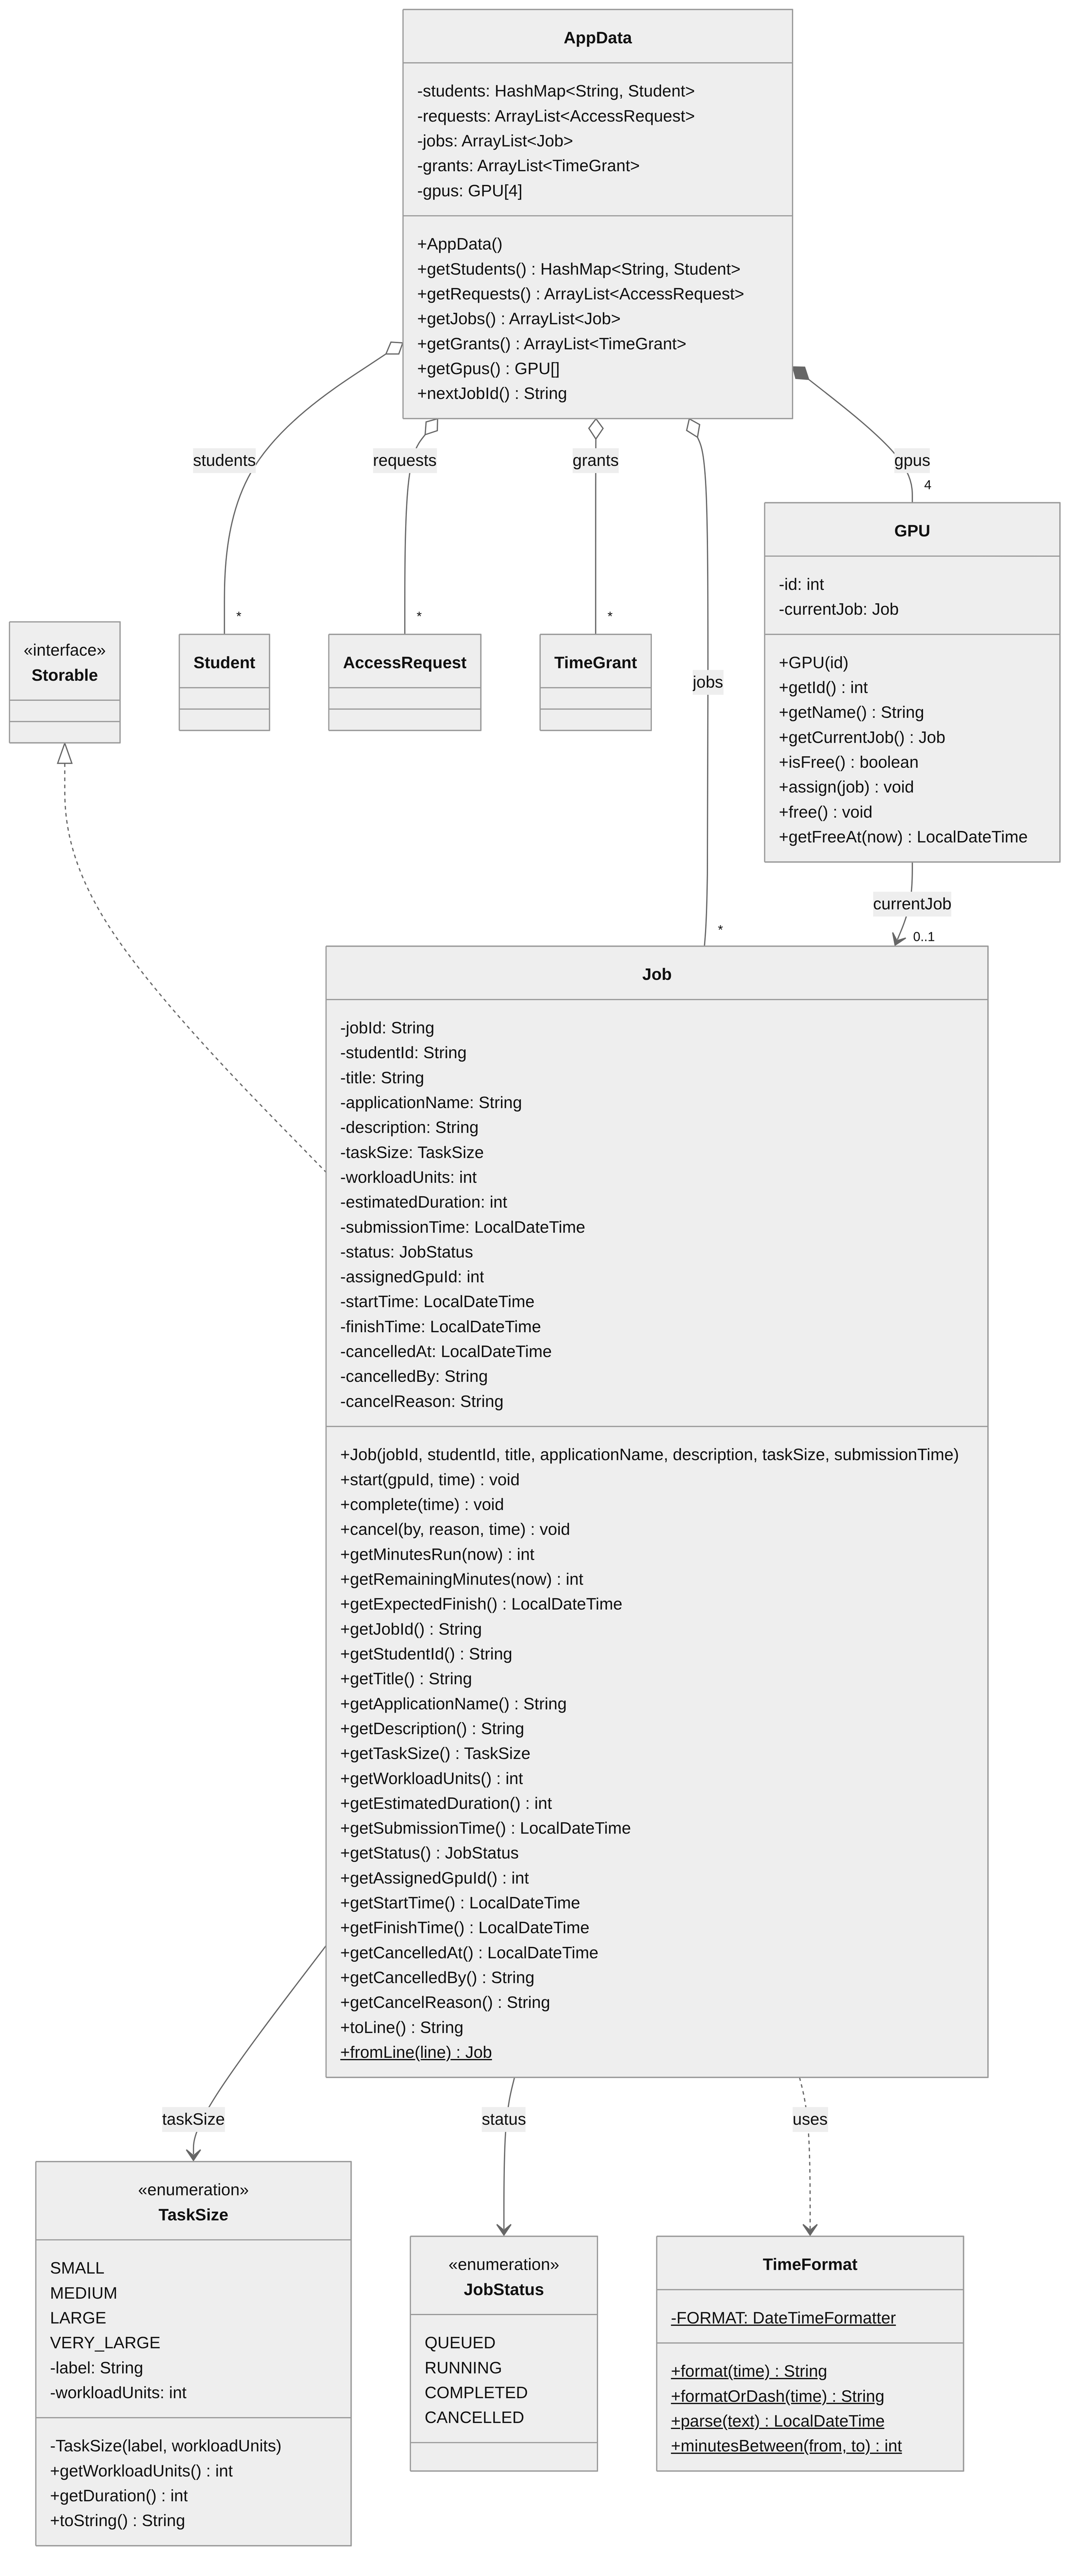 AppData
-students: HashMap<String, Student>
-requests: ArrayList<AccessRequest>
-jobs: ArrayList<Job>
-grants: ArrayList<TimeGrant>
-gpus: GPU[4]
+AppData()
+getStudents() : HashMap<String, Student>
+getRequests() : ArrayList<AccessRequest>
+getJobs() : ArrayList<Job>
+getGrants() : ArrayList<TimeGrant>
+getGpus() : GPU[]
+nextJobId() : String
students
requests
grants
gpus
4
GPU
-id: int
-currentJob: Job
+GPU(id)
+getId() : int
+getName() : String
+getCurrentJob() : Job
+isFree() : boolean
+assign(job) : void
+free() : void
+getFreeAt(now) : LocalDateTime
*
*
*
«interface»
Storable
Student
AccessRequest
TimeGrant
jobs
currentJob
*
0..1
Job
-jobId: String
-studentId: String
-title: String
-applicationName: String
-description: String
-taskSize: TaskSize
-workloadUnits: int
-estimatedDuration: int
-submissionTime: LocalDateTime
-status: JobStatus
-assignedGpuId: int
-startTime: LocalDateTime
-finishTime: LocalDateTime
-cancelledAt: LocalDateTime
-cancelledBy: String
-cancelReason: String
+Job(jobId, studentId, title, applicationName, description, taskSize, submissionTime)
+start(gpuId, time) : void
+complete(time) : void
+cancel(by, reason, time) : void
+getMinutesRun(now) : int
+getRemainingMinutes(now) : int
+getExpectedFinish() : LocalDateTime
+getJobId() : String
+getStudentId() : String
+getTitle() : String
+getApplicationName() : String
+getDescription() : String
+getTaskSize() : TaskSize
+getWorkloadUnits() : int
+getEstimatedDuration() : int
+getSubmissionTime() : LocalDateTime
+getStatus() : JobStatus
+getAssignedGpuId() : int
+getStartTime() : LocalDateTime
+getFinishTime() : LocalDateTime
+getCancelledAt() : LocalDateTime
+getCancelledBy() : String
+getCancelReason() : String
+toLine() : String
+fromLine(line) : Job
taskSize
status
uses
«enumeration»
TaskSize
SMALL
MEDIUM
LARGE
VERY_LARGE
-label: String
-workloadUnits: int
-TaskSize(label, workloadUnits)
+getWorkloadUnits() : int
+getDuration() : int
+toString() : String
«enumeration»
JobStatus
QUEUED
RUNNING
COMPLETED
CANCELLED
TimeFormat
-FORMAT: DateTimeFormatter
+format(time) : String
+formatOrDash(time) : String
+parse(text) : LocalDateTime
+minutesBetween(from, to) : int